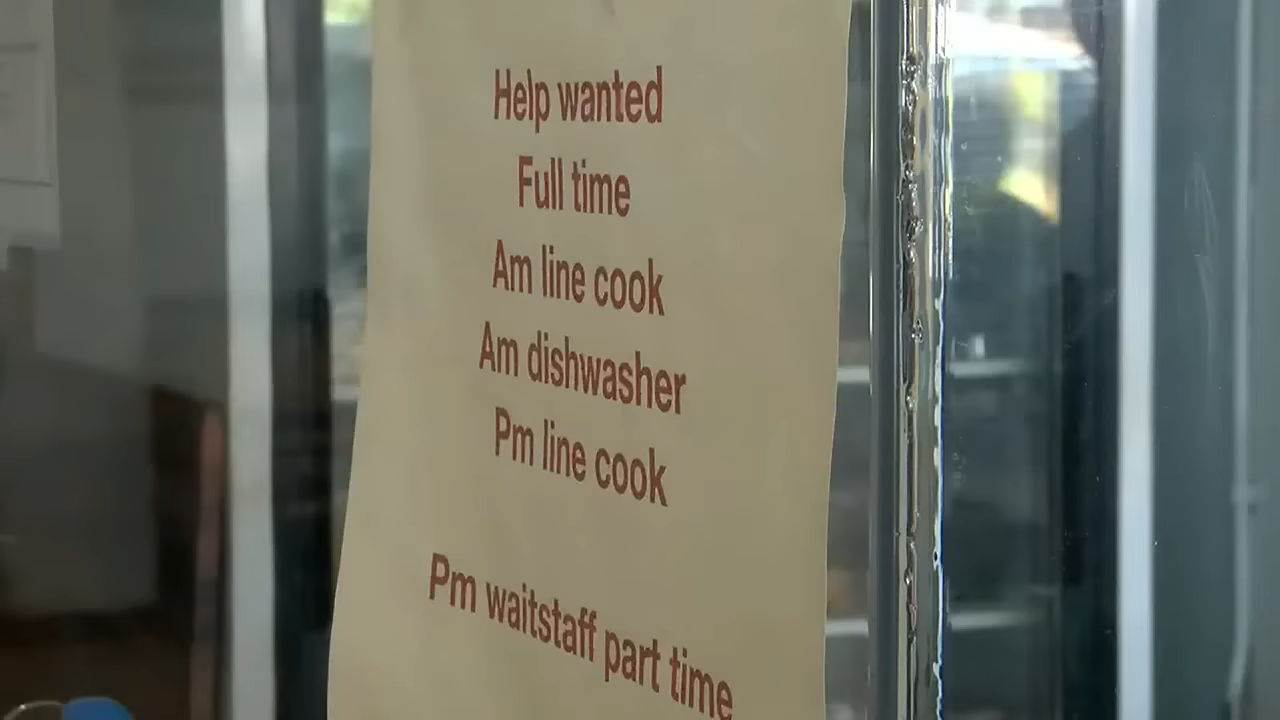 Help wanted
Full time
Am line cook
Am dishwasher
Pm line cook
Pm waitstaff part time